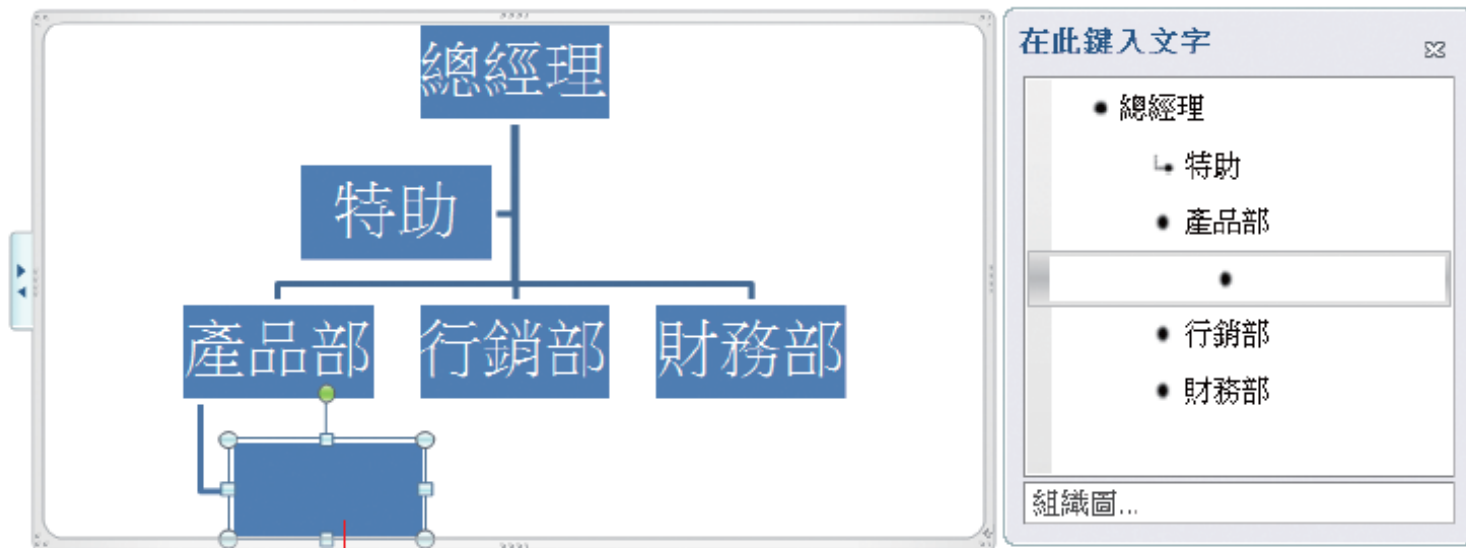 總經理
特助
產品部 行銷部 財務部
在此鍵入文字
總經理
特助
產品部
行銷部
財務部
組織圖...